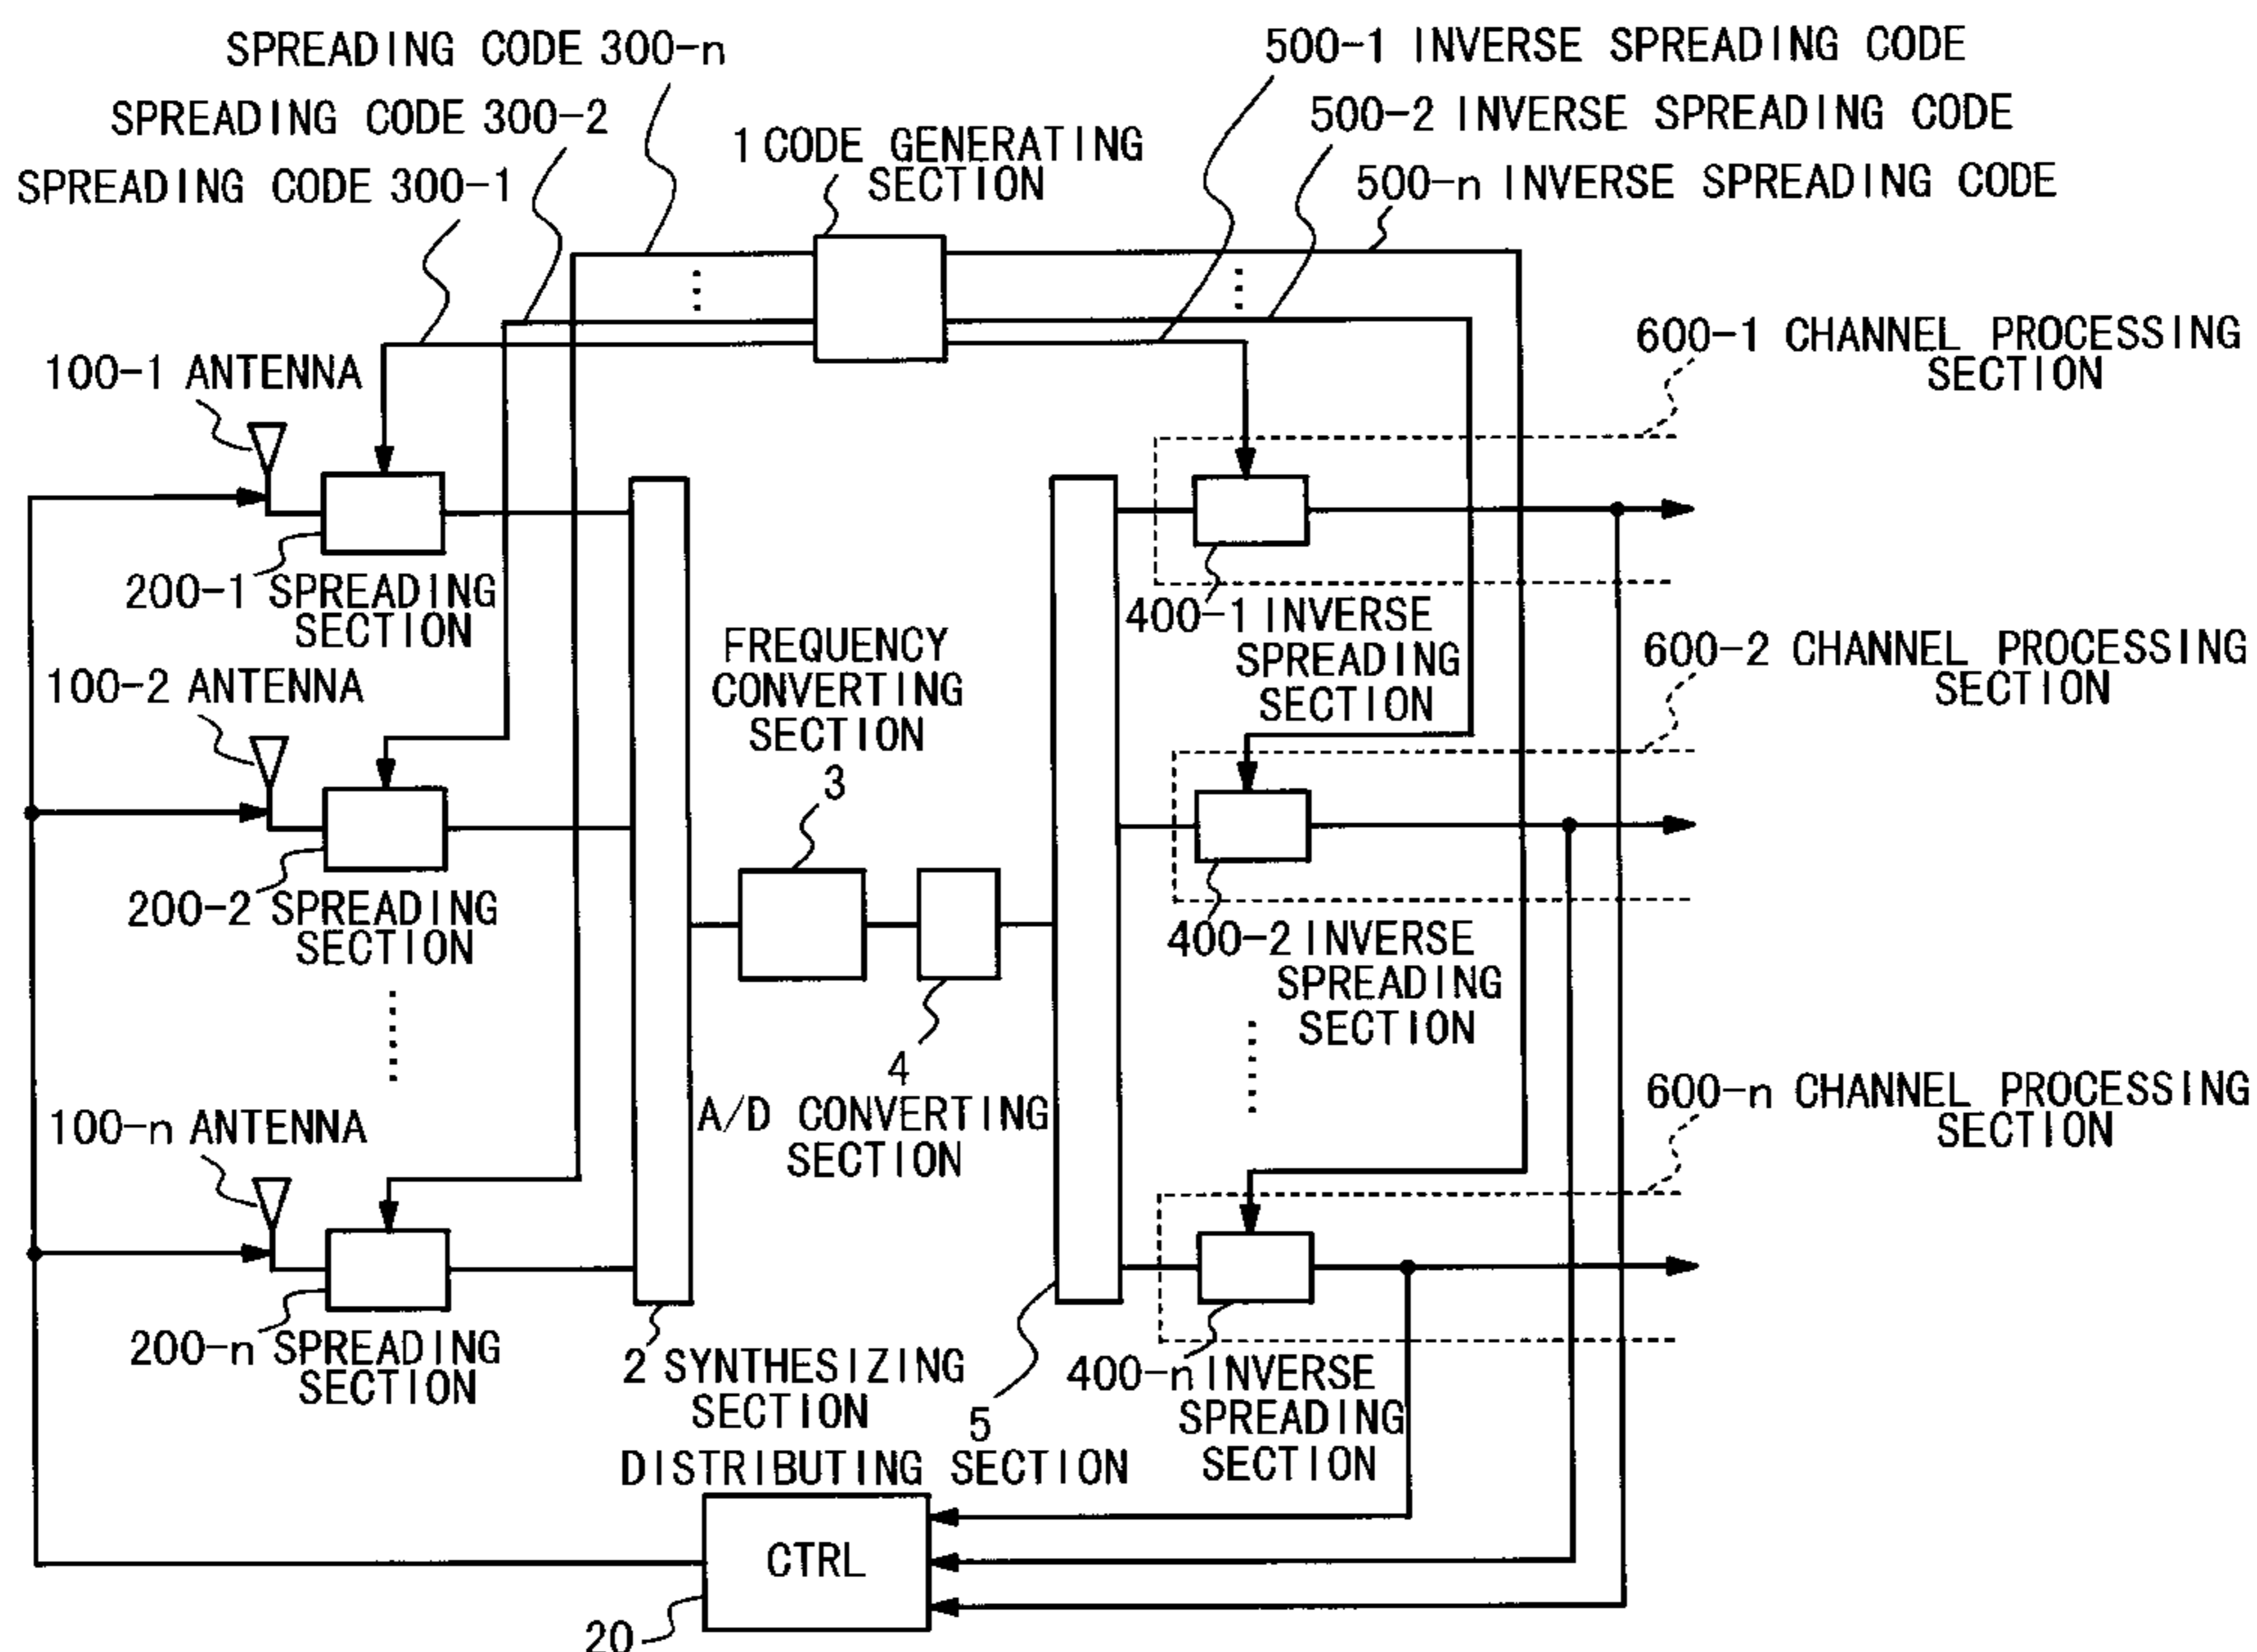 SPREADING CODE 300-n
SPREADING CODE 300-2
SPREADING CODE 300-1
1 CODE GENERATING
SECTION
500-1 INVERSE SPREADING CODE
500-2 INVERSE SPREADING CODE
500-n INVERSE SPREADING CODE
600-1 CHANNEL PROCESSING
SECTION
100-1 ANTENNA
200-1 SPREADING
SECTION
400-1 INVERSE
SPREADING
SECTION
600-2 CHANNEL PROCESSING
SECTION
100-2 ANTENNA
FREQUENCY
CONVERTING
SECTION
3
200-2 SPREADING
SECTION
400-2 INVERSE
SPREADING
SECTION
4
A/D CONVERTING
SECTION
600-n CHANNEL PROCESSING
SECTION
100-n ANTENNA
200-n SPREADING
SECTION
2 SYNTHESIZING
SECTION
5
DISTRIBUTING SECTION
400-n INVERSE
SPREADING
SECTION
CTRL
20